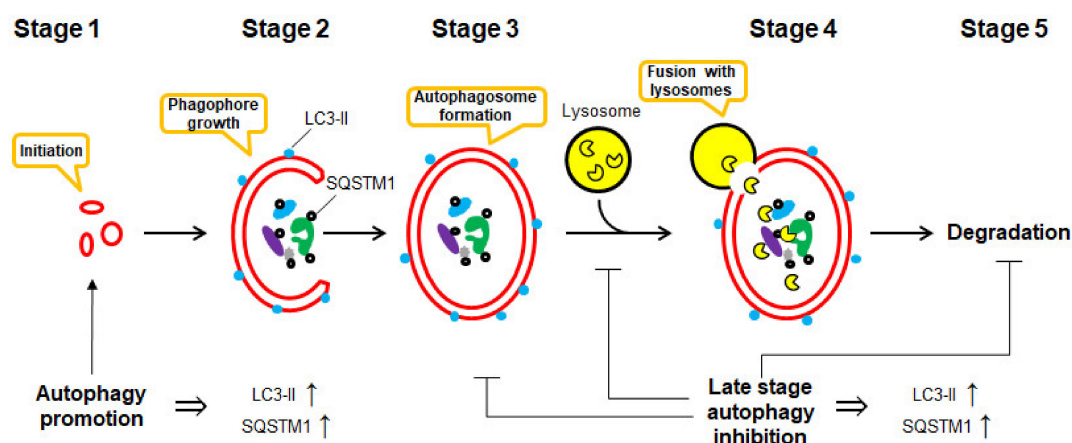 Stage 1
Stage 2
Stage 3
Stage 4
Stage 5
Initiation
Phagophore
growth
LC3-II
SQSTM1
Autophagosome
formation
Lysosome
Fusion with
lysosomes
Degradation
Autophagy
promotion
⇒
LC3-II ↑
SQSTM1 ↑
Late stage
autophagy
inhibition
⇒
LC3-II ↑
SQSTM1 ↑